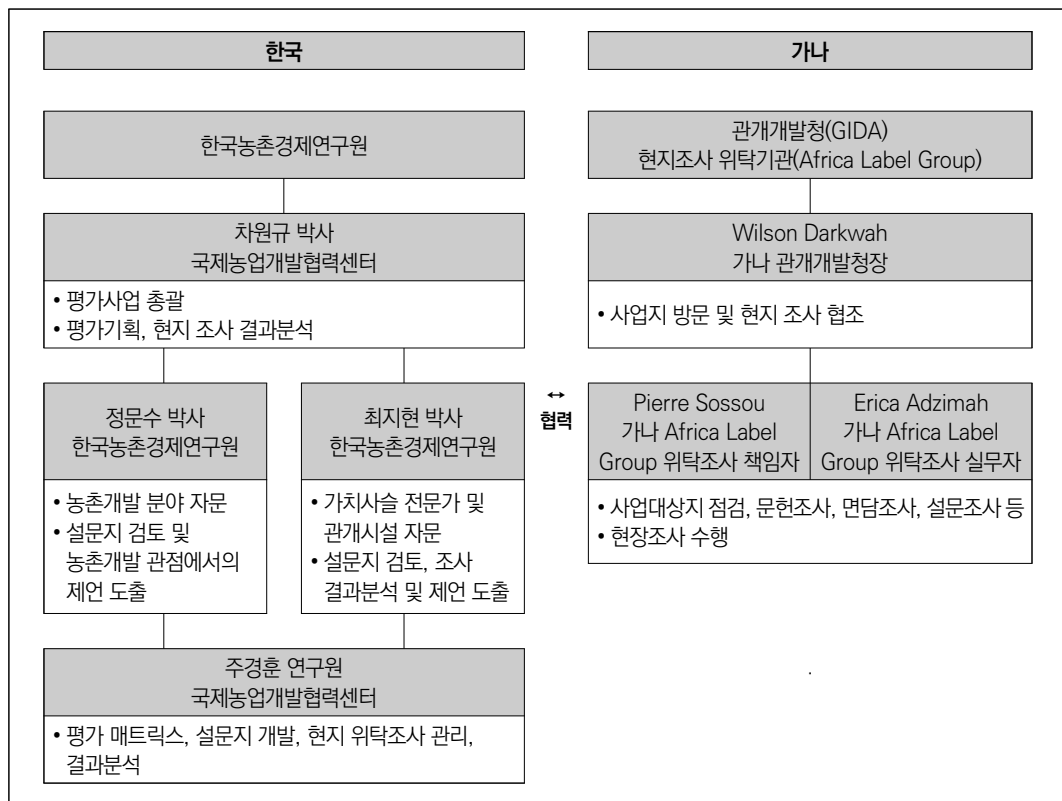 한국
한국농촌경제연구원
차원규 박사
국제농업개발협력센터
• 평가사업 총괄
• 평가기획, 현지 조사 결과분석
정문수 박사
한국농촌경제연구원
• 농촌개발 분야 자문
• 설문지 검토 및
농촌개발 관점에서의
제언 도출
최지현 박사
한국농촌경제연구원
• 가치사슬 전문가 및
관개시설 자문
• 설문지 검토, 조사
결과분석 및 제언 도출
주경훈 연구원
국제농업개발협력센터
• 평가 매트릭스, 설문지 개발, 현지 위탁조사 관리,
결과분석
↔
협력
가나
관개개발청(GIDA)
현지조사 위탁기관(Africa Label Group)
Wilson Darkwah
가나 관개개발청장
• 사업지 방문 및 현지 조사 협조
Pierre Sossou
가나 Africa Label
Group 위탁조사 책임자
Erica Adzimah
가나 Africa Label
Group 위탁조사 실무자
• 사업대상지 점검, 문헌조사, 면담조사, 설문조사 등
• 현장조사 수행
.